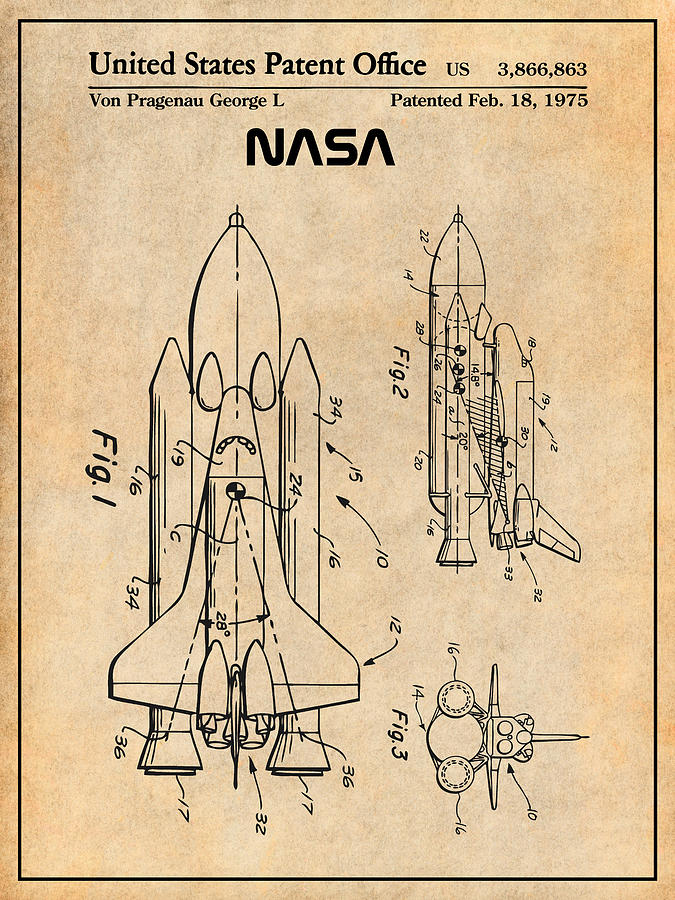 United States Patent Office US 3,866,863
Von Pragenau George L Patented Feb. 18, 1975
NASA
19 12
18 30 b 32
33
14.8°
20°
a
22 26 24 16
14 28 20
Fig.2
10
16 16
14
Fig.3
12
10
15 36
34 16 17
24
32
28°
19 c
17
16 34 36
Fig.1